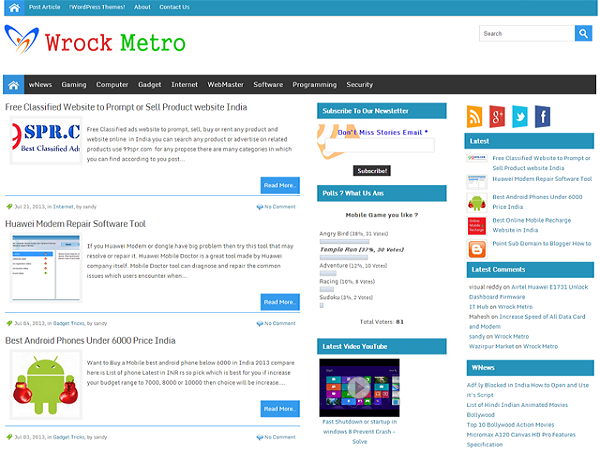 Post Article !WordPress Themes! About Contact Us
Wrock Metro
Search
wNews Gaming Computer Gadget Internet WebMaster Software Programming Security
Free Classified Website to Prompt or Sell Product website India
SPR.C
Best Classified Ads
Free Classified ads website to prompt, sell, buy or rent any product and
website online in India you can search any product or advertise on related
products use 99spr.com for any propose there are many categories in which
you can find according to you post...
Read More..
Jul 21, 2013, in Internet, by sandy
No Comment
Huawei Modem Repair Software Tool
If you Huawei Modem or dongle have big problem then try this tool that may
resolve or repair it. Huawei Mobile Doctor is a great tool made by Huawei
company itself. Mobile Doctor tool can diagnose and repair the common
issues which users encounter when...
Read More..
Jul 04, 2013, in Gadget Tricks, by sandy
No Comment
Best Android Phones Under 6000 Price India
Want to Buy a Mobile best android phone below 6000 in India 2013 compare
here is List of phone Latest in INR Is so pick which is best for you if increase
your budget range to 7000, 8000 or 10000 then choice will be increase....
Read More..
Jul 03, 2013, in Gadget Tricks, by sandy
No Comment
Subscribe To Our Newsletter
Don't Miss Stories Email *
Subscribe!
Polls ? What Us Ans
Mobile Game you like ?
Angry Bird (38%, 31 Votes)
Temple Run (37%, 30 Votes)
Adventure (12%, 10 Votes)
Racing (10%, 8 Votes)
Sudoku (3%, 2 Votes)
Total Voters: 81
Latest Video YouTube
Fast Shutdown or startup in
windows 8 Prevent Crash -
Solve
Latest
Free Classified Website to Prompt or
Sell Product website India
Huawei Modem Repair Software Tool
Best Android Phones Under 6000
Price India
Best Online Mobile Recharge
Website in India
Point Sub Domain to Blogger How to
Latest Comments
visual reddy on Airtel Huawei E1731 Unlock
Dashboard Firmware
IT Hub on Wrock Metro
Mahesh on Increase Speed of All Data Card
and Modem
sandy on Wrock Metro
Wazirpur Market on Wrock Metro
WNews
Adf.ly Blocked in India How to Open and Use
it's Script
List of Hindi Indian Animated Movies
Bollywood
Top 10 Bollywood Action Movies
Micromax A120 Canvas HD Pro Features
Specification